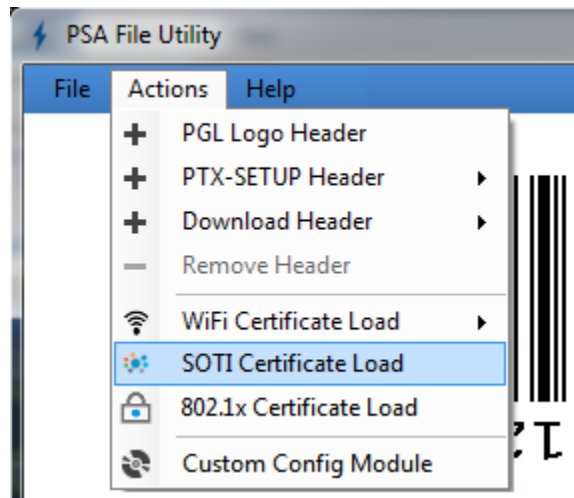 PSA File Utility
File Actions Help
PGL Logo Header
PTX-SETUP Header
Download Header
Remove Header
WiFi Certificate Load
SOTI Certificate Load
802.1x Certificate Load
Custom Config Module